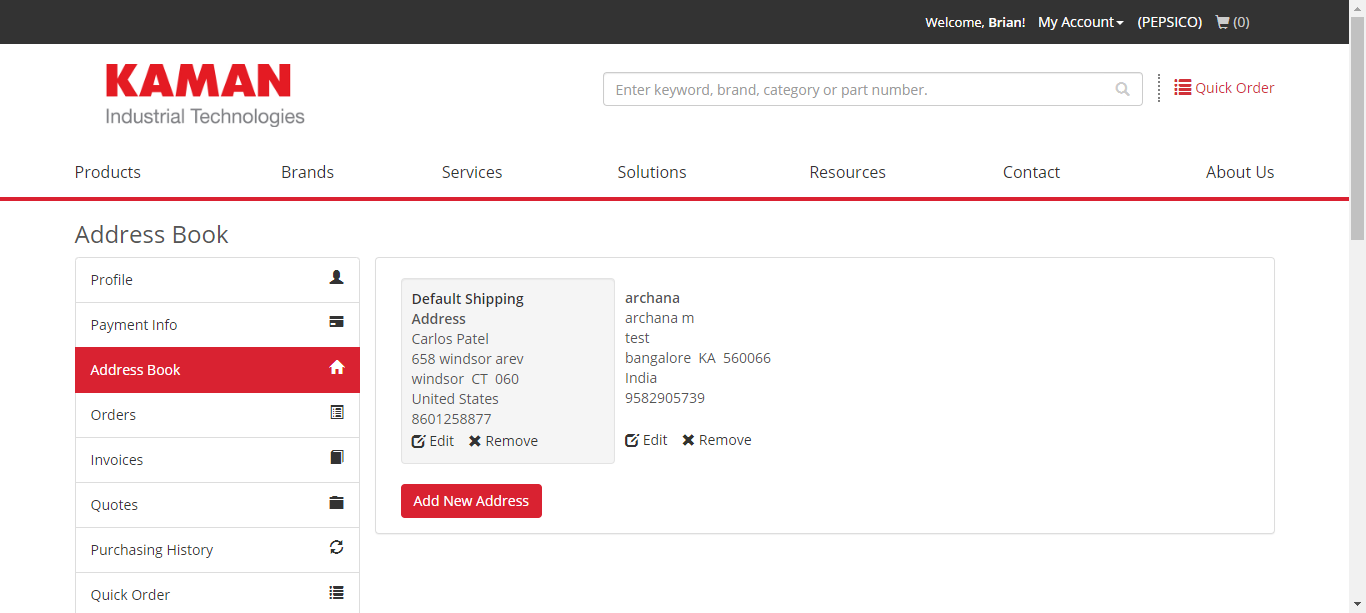 Welcome, Brian! My Account (PEPSICO) (0)
KAMAN
Industrial Technologies
Enter keyword, brand, category or part number.
Quick Order
Products Brands Services Solutions Resources Contact About Us
Address Book
Profile
Payment Info
Address Book
Orders
Invoices
Quotes
Purchasing History
Quick Order
Default Shipping
Address
Carlos Patel
658 windsor arev
windsor CT 060
United States
8601258877
Edit Remove
archana
archana m
test
bangalore KA 560066
India
9582905739
Edit Remove
Add New Address